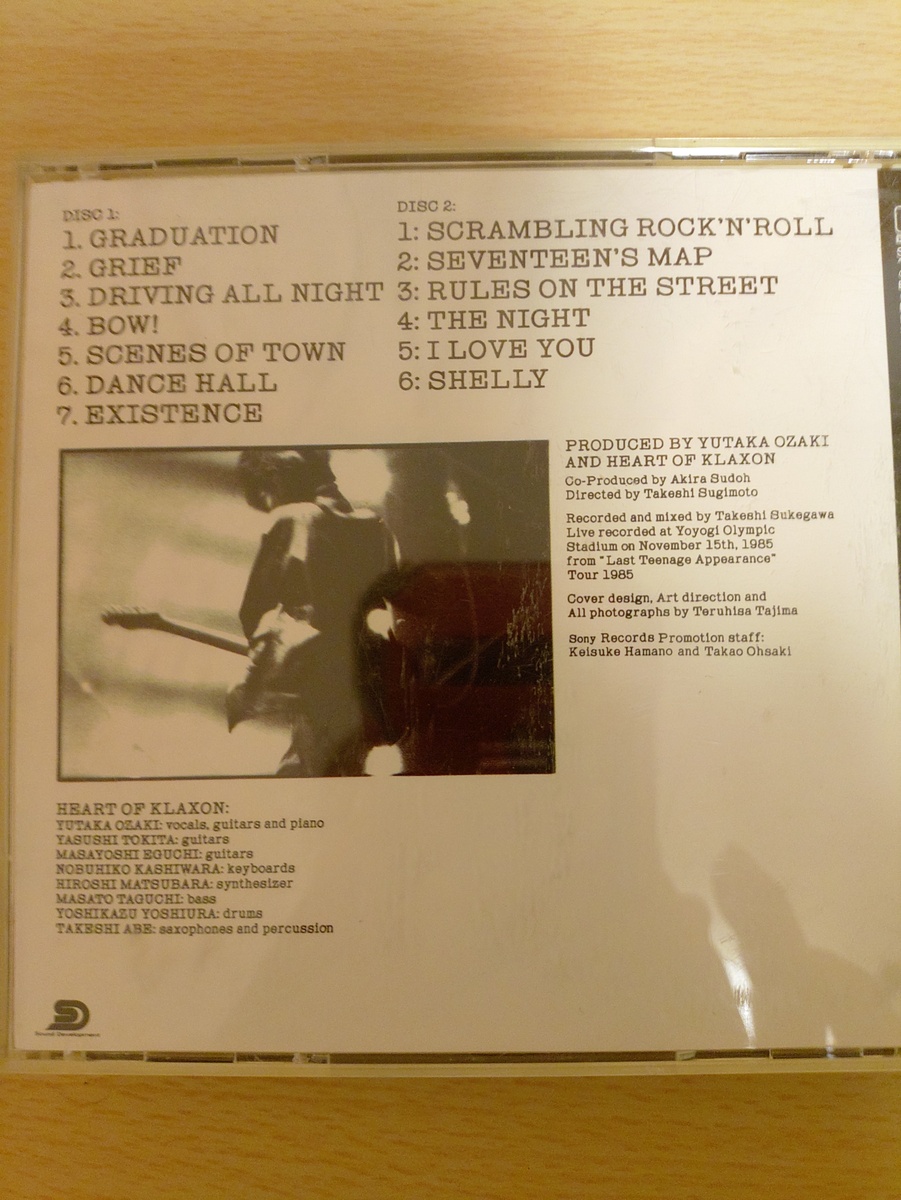 DISC 1:
1. GRADUATION
2. GRIEF
3. DRIVING ALL NIGHT
4. BOW!
5. SCENES OF TOWN
6. DANCE HALL
7. EXISTENCE
DISC 2:
1: SCRAMBLING ROCK'N'ROLL
2: SEVENTEEN'S MAP
3: RULES ON THE STREET
4: THE NIGHT
5: I LOVE YOU
6: SHELLY
PRODUCED BY YUTAKA OZAKI
AND HEART OF KLAXON
Co-Produced by Akira Sudoh
Directed by Takeshi Sugimoto
Recorded and mixed by Takeshi Sukegawa
Live recorded at Yoyogi Olympic
Stadium on November 15th, 1985
from "Last Teenage Appearance"
Tour 1985
Cover design, Art direction and
All photographs by Teruhisa Tajima
Sony Records Promotion staff:
Keisuke Hamano and Takao Ohsaki
HEART OF KLAXON:
YUTAKA OZAKI: vocals, guitars and piano
YASUSHI TOKITA: guitars
MASAYOSHI EGUCHI: guitars
NOBUHIKO KASHIWARA: keyboards
HIROSHI MATSUBARA: synthesizer
MASATO TAGUCHI: bass
YOSHIKAZU YOSHIURA: drums
TAKESHI ABE: saxophones and percussion
Sound Development